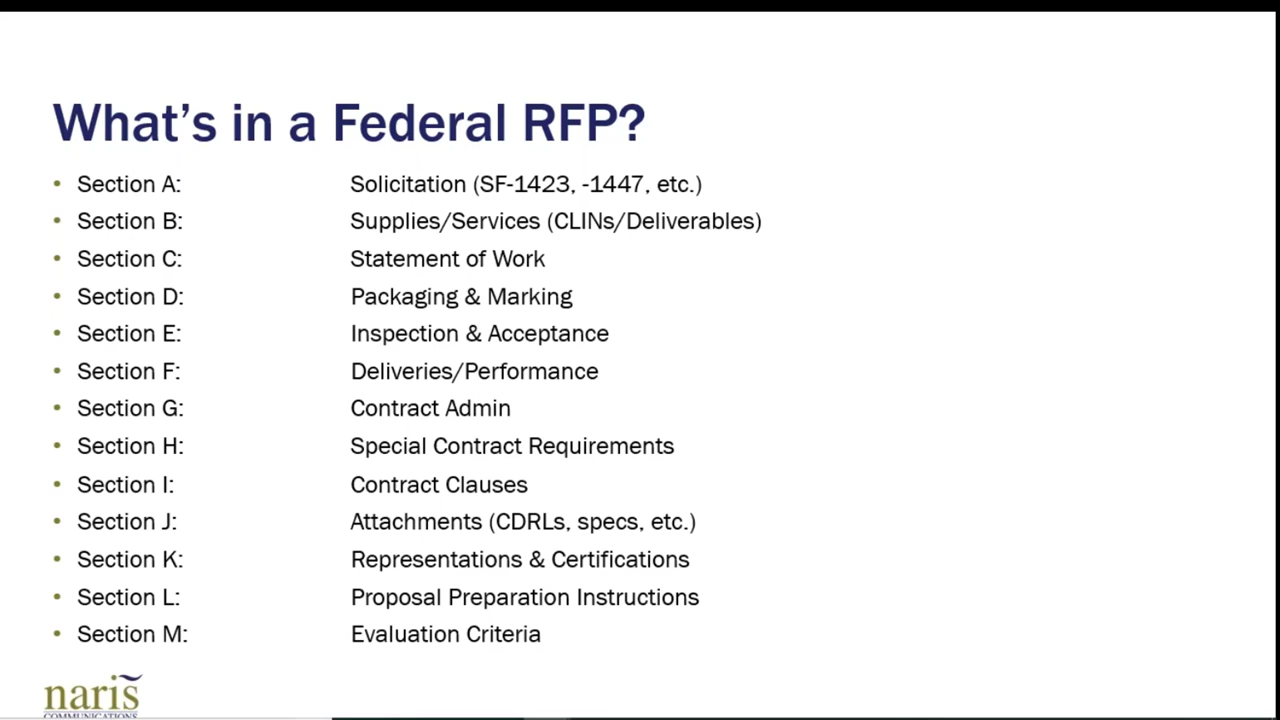 What's in a Federal RFP?
• Section A: Solicitation (SF-1423, -1447, etc.)
• Section B: Supplies/Services (CLINs/Deliverables)
• Section C: Statement of Work
• Section D: Packaging & Marking
• Section E: Inspection & Acceptance
• Section F: Deliveries/Performance
• Section G: Contract Admin
• Section H: Special Contract Requirements
• Section I: Contract Clauses
• Section J: Attachments (CDRLs, specs, etc.)
• Section K: Representations & Certifications
• Section L: Proposal Preparation Instructions
• Section M: Evaluation Criteria
naris
COMMUNICATIONS